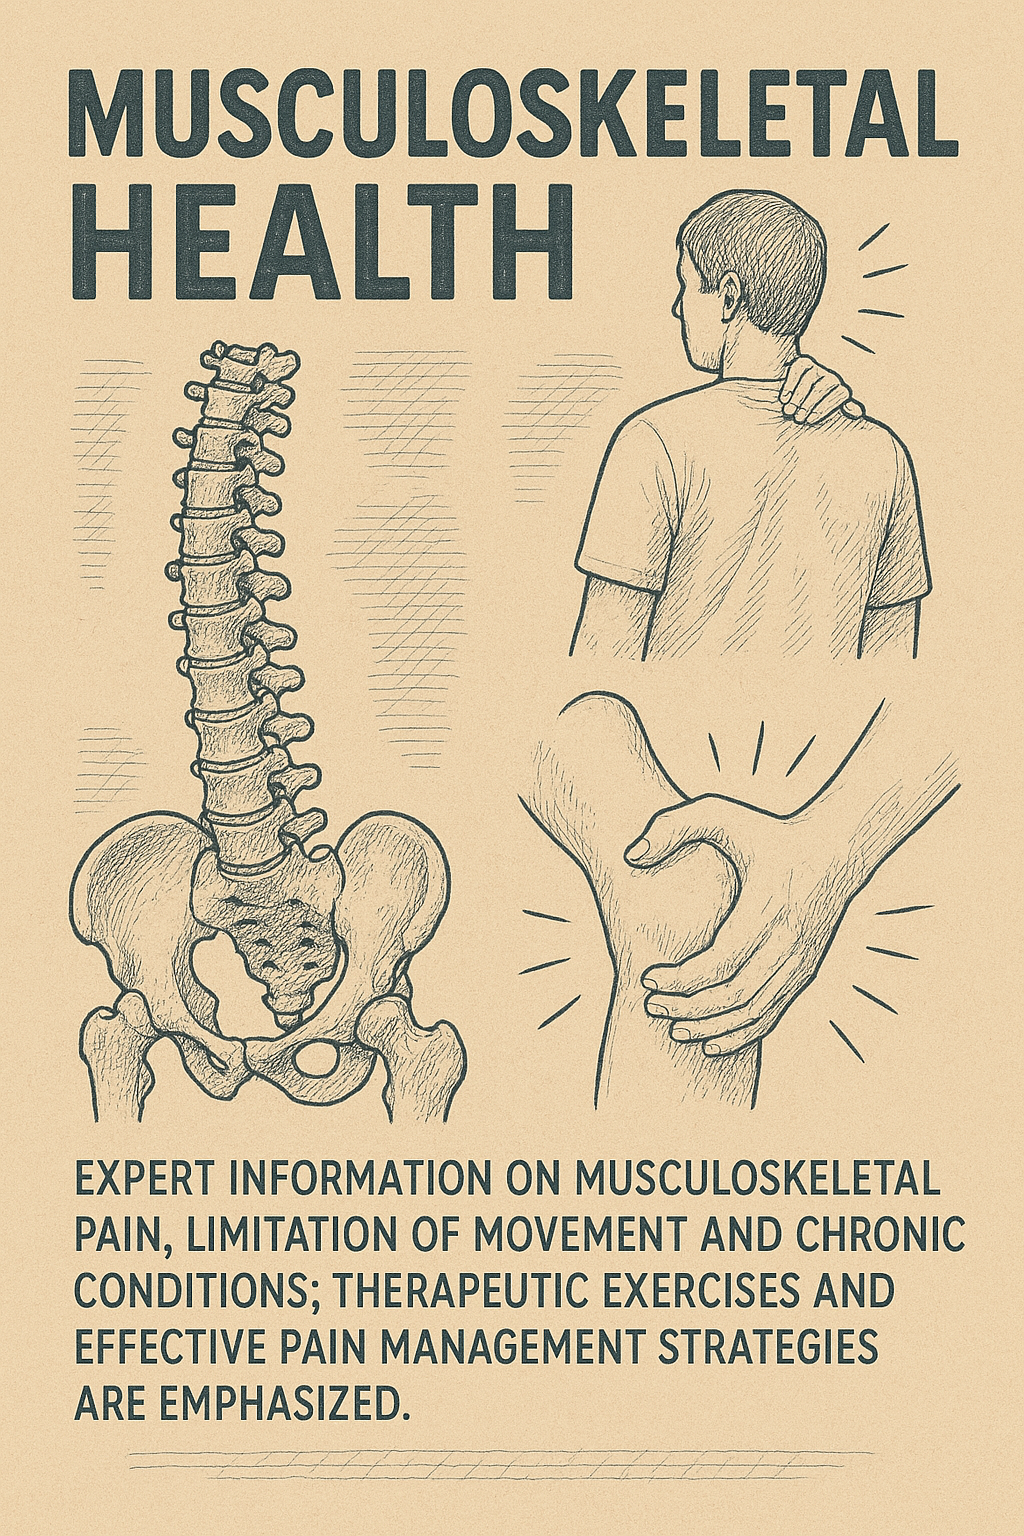 MUSCULOSKELETAL
HEALTH
EXPERT INFORMATION ON MUSCULOSKELETAL
PAIN, LIMITATION OF MOVEMENT AND CHRONIC
CONDITIONS; THERAPEUTIC EXERCISES AND
EFFECTIVE PAIN MANAGEMENT STRATEGIES
ARE EMPHASIZED.